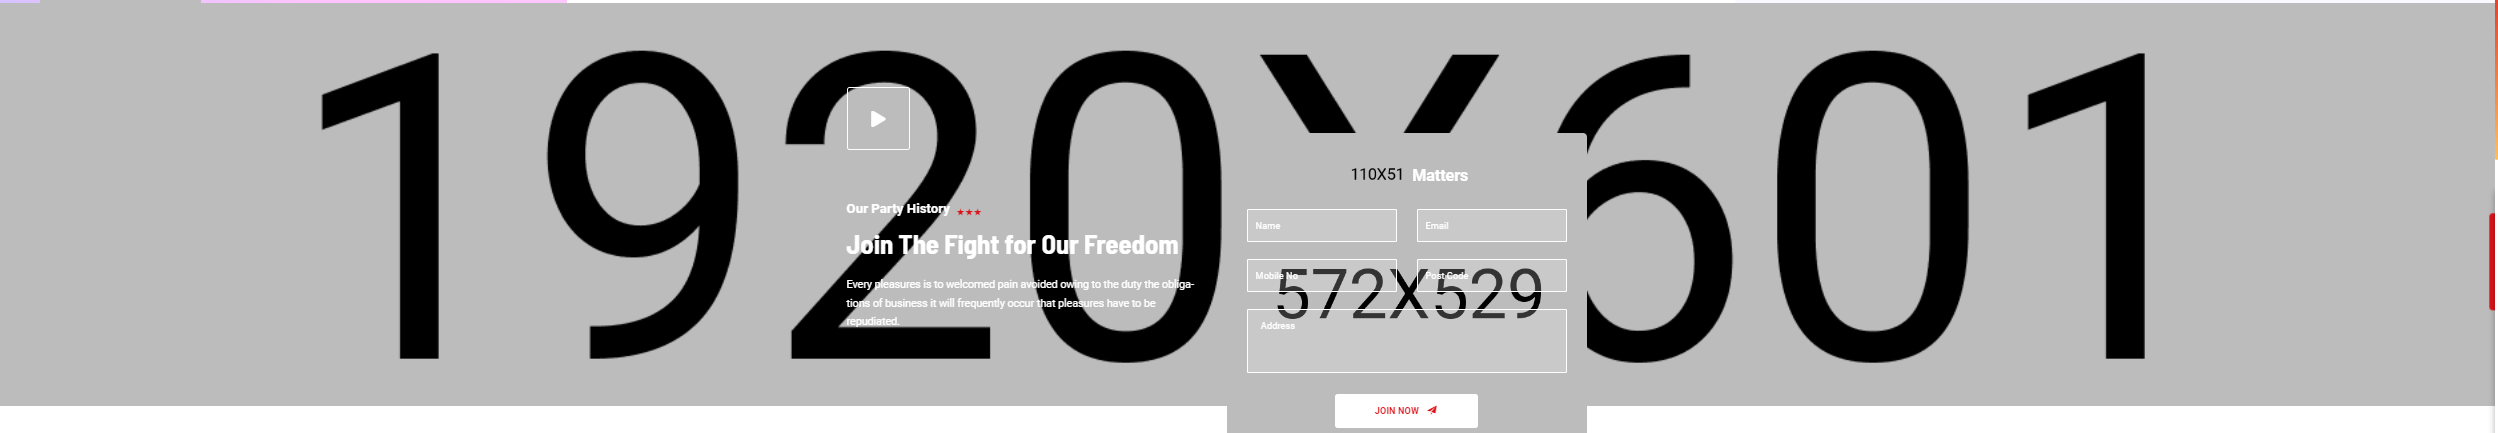 1920X601
Our Party History
Join The Fight for Our Freedom
Every pleasures is to welcomed pain avoided owing to the duty the obliga-
tions of business it will frequently occur that pleasures have to be
repudiated.
110X51 Matters
Name Email
Mobile No Post Code
572X529
Address
JOIN NOW